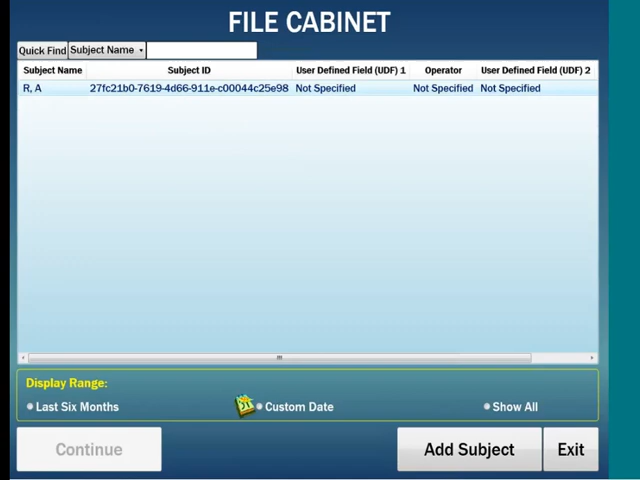 FILE CABINET
Quick Find Subject Name
Subject Name Subject ID User Defined Field (UDF) 1 Operator User Defined Field (UDF) 2
R, A 27fc21b0-7619-4d66-911e-c00044c25e98 Not Specified Not Specified Not Specified
Display Range:
Last Six Months Custom Date Show All
Continue Add Subject Exit